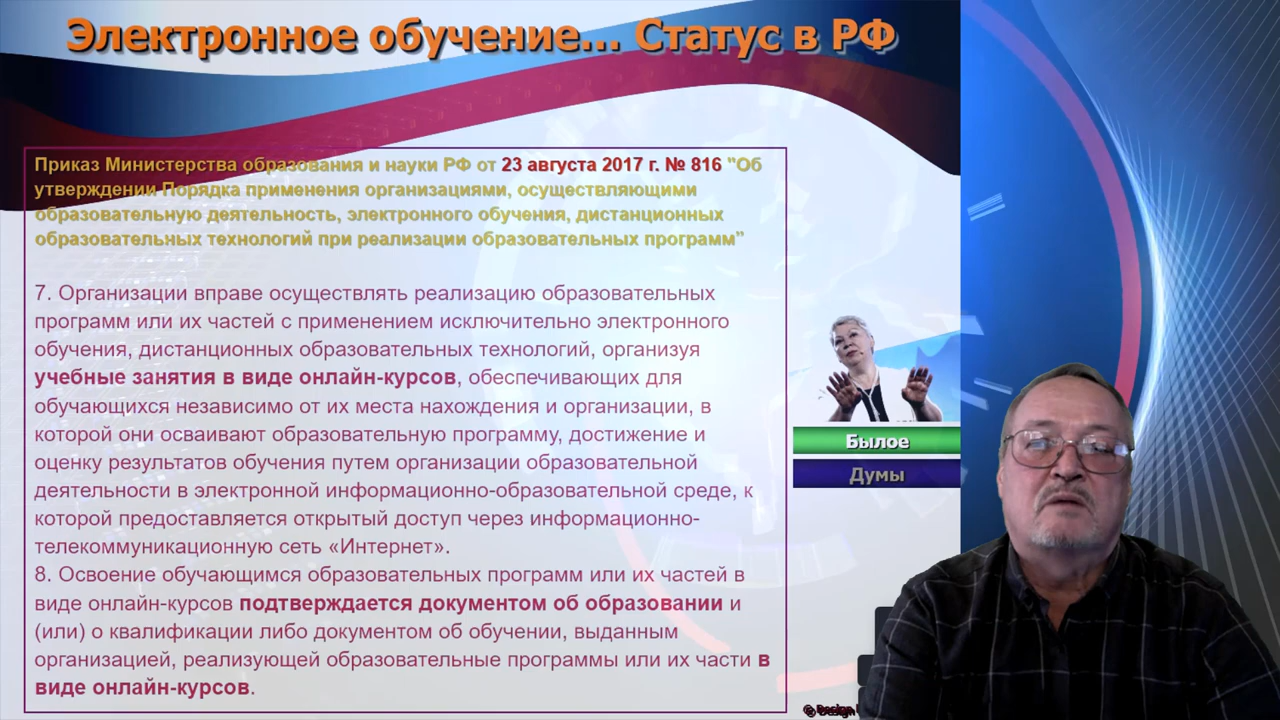 Электронное обучение... Статус в РФ
Приказ Министерства образования и науки РФ от 23 августа 2017 г. № 816 "Об
утверждении Порядка применения организациями, осуществляющими
образовательную деятельность, электронного обучения, дистанционных
образовательных технологий при реализации образовательных программ"
7. Организации вправе осуществлять реализацию образовательных
программ или их частей с применением исключительно электронного
обучения, дистанционных образовательных технологий, организуя
учебные занятия в виде онлайн-курсов, обеспечивающих для
обучающихся независимо от их места нахождения и организации, в
которой они осваивают образовательную программу, достижение и
оценку результатов обучения путем организации образовательной
деятельности в электронной информационно-образовательной среде, к
которой предоставляется открытый доступ через информационно-
телекоммуникационную сеть «Интернет».
8. Освоение обучающимся образовательных программ или их частей в
виде онлайн-курсов подтверждается документом об образовании и
(или) о квалификации либо документом об обучении, выданным
организацией, реализующей образовательные программы или их части в
виде онлайн-курсов.
Былое
Думы
© Design